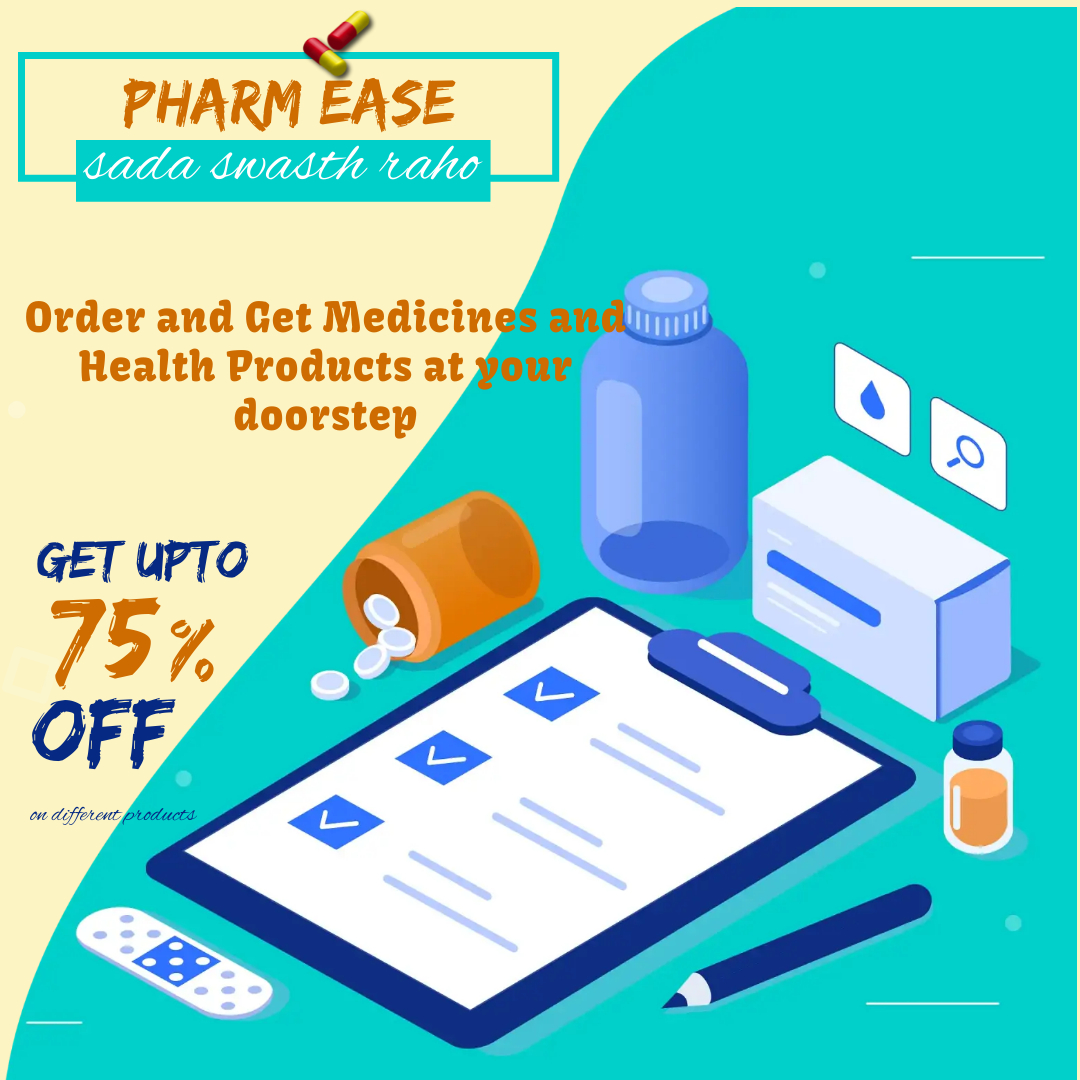 PHARM EASE
sada swasth raho
Order and Get Medicines and
Health Products at your
doorstep
GET UPTO
75%
OFF
on different products